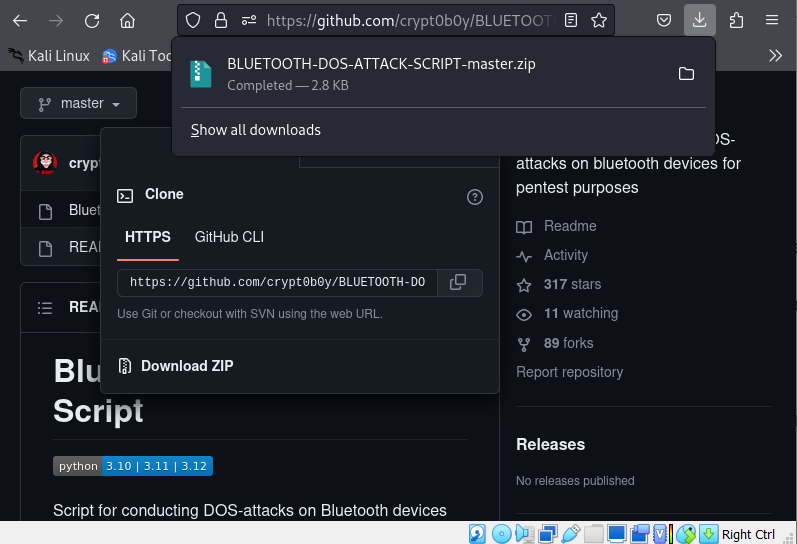 https://github.com/crypt0b0y/BLUETOOT
Kali Linux
Kali Too
BLUETOOTH-DOS-ATTACK-SCRIPT-master.zip
Completed — 2.8 KB
Show all downloads
master
crypt
Bluet
READ
Clone
HTTPS
GitHub CLI
https://github.com/crypt0b0y/BLUETOOTH-DO
Use Git or checkout with SVN using the web URL.
Download ZIP
READ
Blu
Script
python 3.10 | 3.11 | 3.12
Script for conducting DOS-attacks on Bluetooth devices
OS-
attacks on bluetooth devices for
pentest purposes
Readme
Activity
317 stars
11 watching
89 forks
Report repository
Releases
No releases published
Right Ctrl